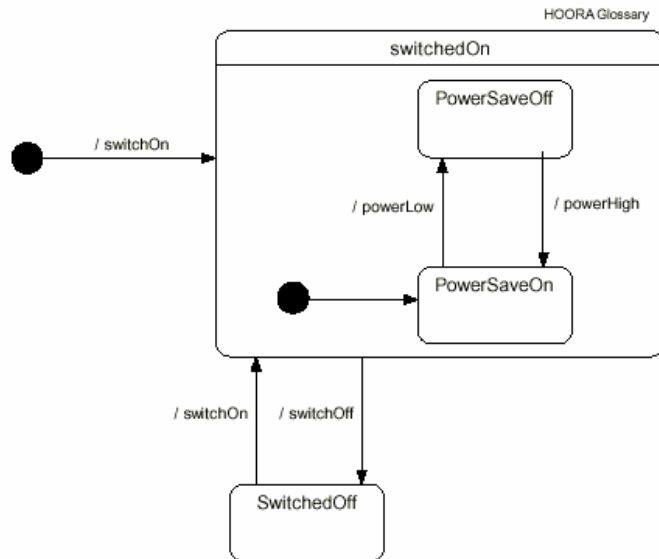 HOORA Glossary
switchedOn
PowerSaveOff
/ switchOn
/ powerLow
/ powerHigh
PowerSaveOn
/ switchOn
/ switchOff
SwitchedOff